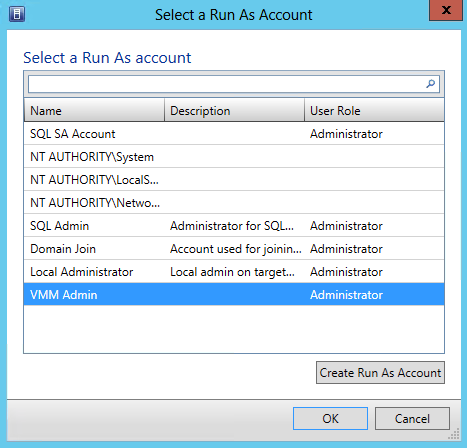 Select a Run As Account
x
Select a Run As account
Name Description User Role
SQL SA Account Administrator
NT AUTHORITY\System
NT AUTHORITY\LocalS...
NT AUTHORITY\Netwo...
SQL Admin Administrator for SQL... Administrator
Domain Join Account used for joinin... Administrator
Local Administrator Local admin on target... Administrator
VMM Admin Administrator
Create Run As Account
OK Cancel